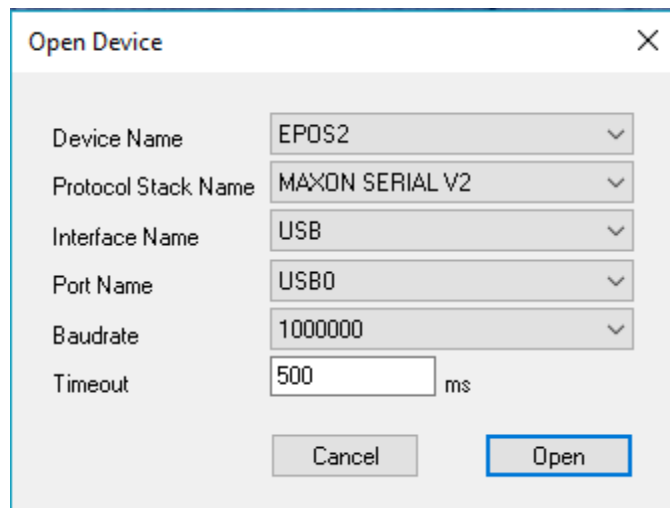 Open Device
Device Name EPOS2
Protocol Stack Name MAXON SERIAL V2
Interface Name USB
Port Name USB0
Baudrate 1000000
Timeout 500 ms
Cancel Open